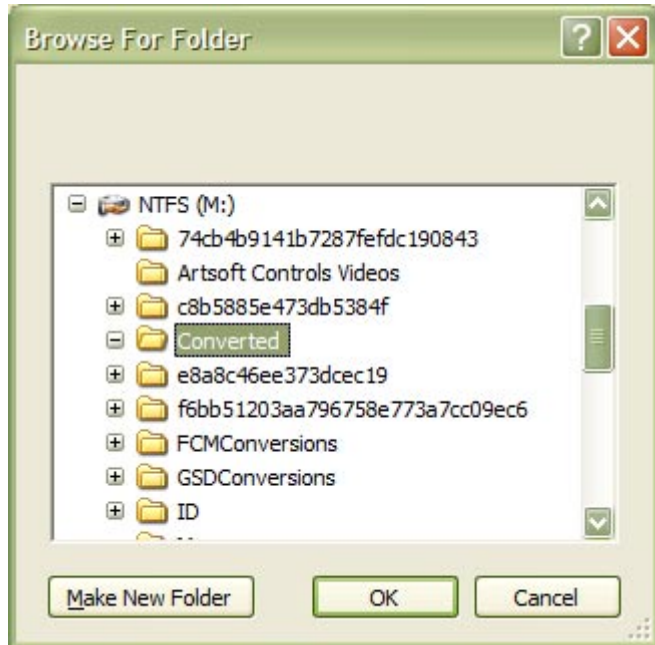 Browse For Folder
NTFS (M:)
74cb4b9141b7287fefdc190843
Artsoft Controls Videos
c8b5885e473db5384f
Converted
e8a8c46ee373dcec19
f6bb51203aa796758e773a7cc09ec6
FCMConversions
GSDConversions
ID
Make New Folder
OK
Cancel